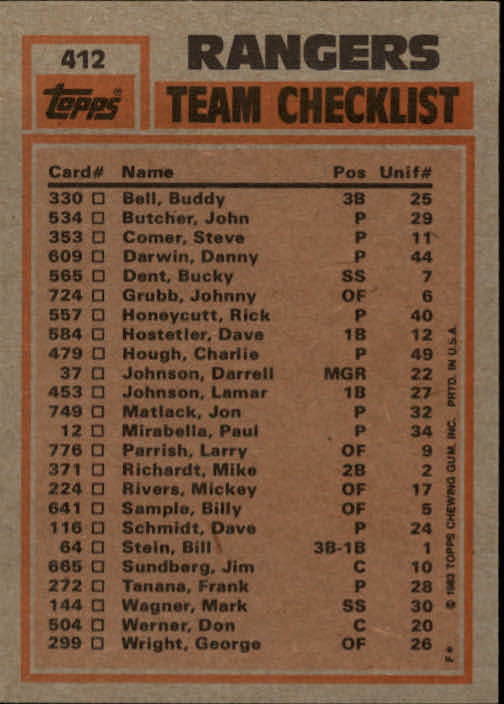 412
Topps®
RANGERS
TEAM CHECKLIST
Card# Name Pos Unif#
330 □ Bell, Buddy 3B 25
534 □ Butcher, John P 29
353 □ Comer, Steve P 11
609 □ Darwin, Danny P 44
565 □ Dent, Bucky SS 7
724 □ Grubb, Johnny OF 6
557 □ Honeycutt, Rick P 40
584 □ Hostetler, Dave 1B 12
479 □ Hough, Charlie P 49
37 □ Johnson, Darrell MGR 22
453 □ Johnson, Lamar 1B 27
749 □ Matlack, Jon P 32
12 □ Mirabella, Paul P 34
776 □ Parrish, Larry OF 9
371 □ Richardt, Mike 2B 2
224 □ Rivers, Mickey OF 17
641 □ Sample, Billy OF 5
116 □ Schmidt, Dave P 24
64 □ Stein, Bill 3B-1B 1
665 □ Sundberg, Jim C 10
272 □ Tanana, Frank P 28
144 □ Wagner, Mark SS 30
504 □ Werner, Don C 20
299 □ Wright, George OF 26
F* © 1983 TOPPS CHEWING GUM, INC. PRTD. IN U.S.A.